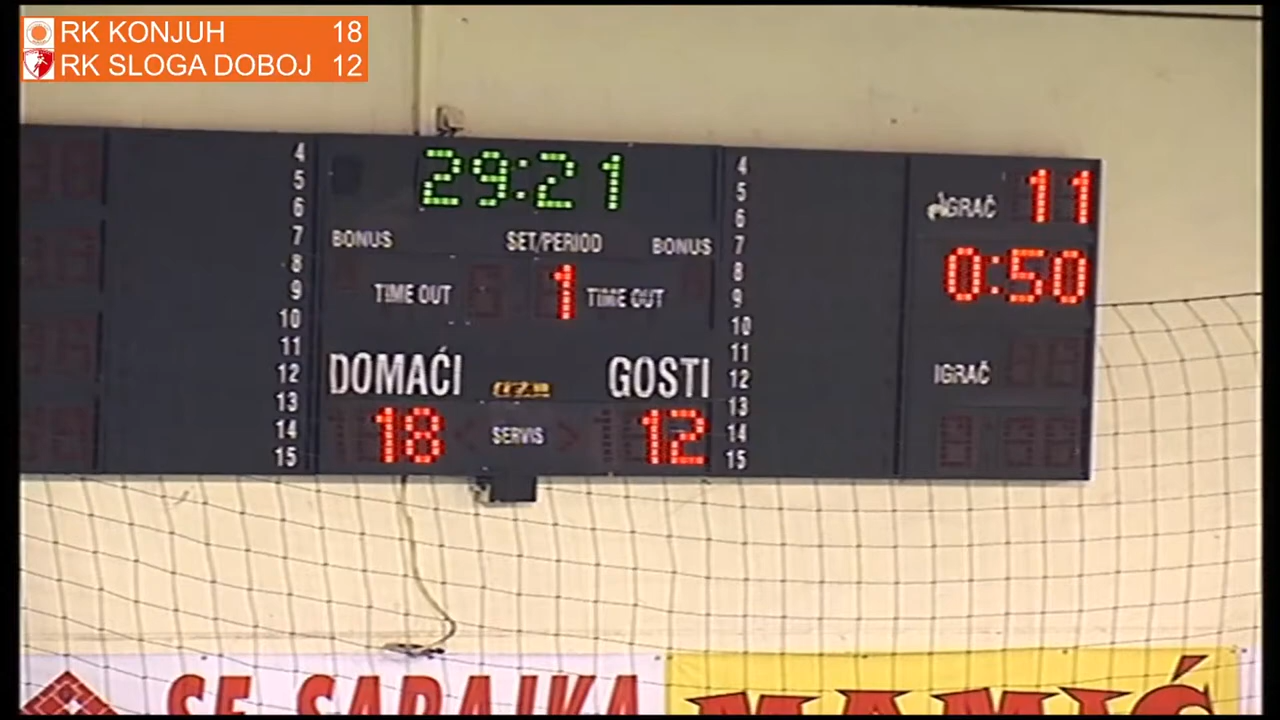 RK KONJUH 18
RK SLOGA DOBOJ 12
29:21
BONUS SET/PERIOD BONUS
TIME OUT 1 TIME OUT
DOMAĆI GOSTI
18 SERVIS 12
4
5
6
7
8
9
10
11
12
13
14
15
4
5
6
7
8
9
10
11
12
13
14
15
IGRAČ 11
0:50
IGRAČ
MAMIĆ